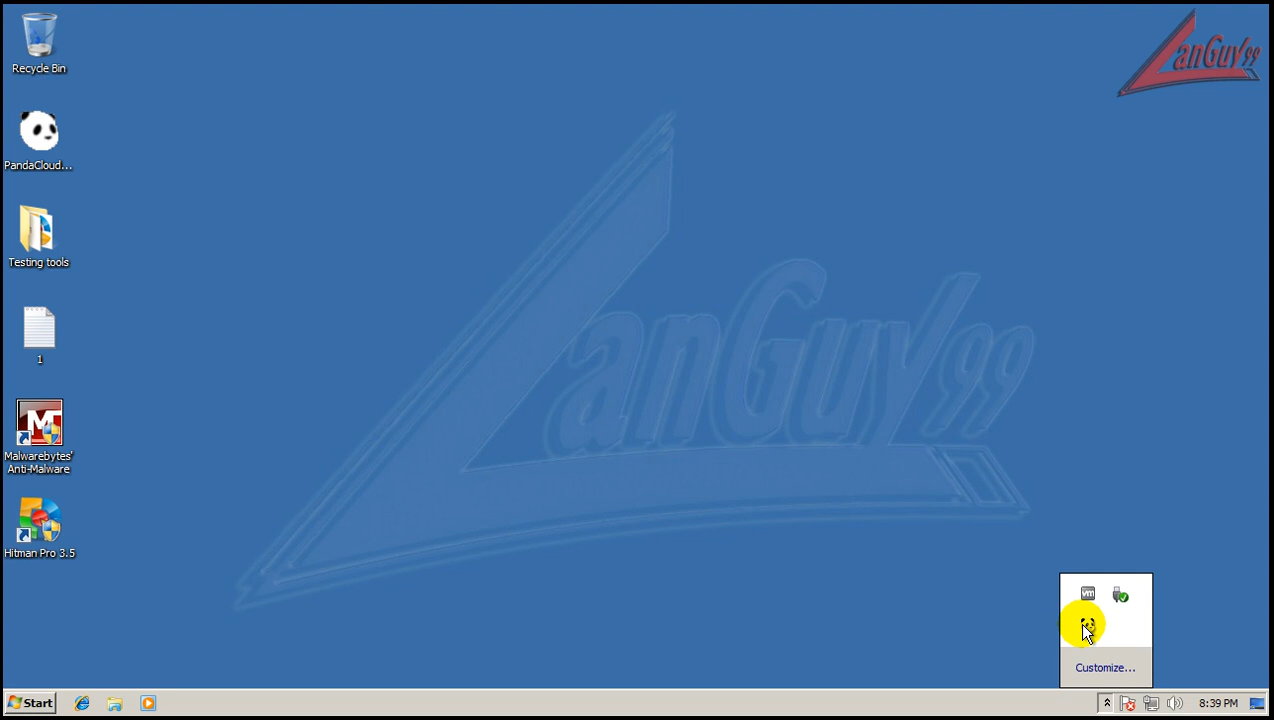 Recycle Bin
PandaCloud...
Testing tools
1
Malwarebytes'
Anti-Malware
Hitman Pro 3.5
LanGuy99
LanGuy99
vm
Customize...
Start
8:39 PM